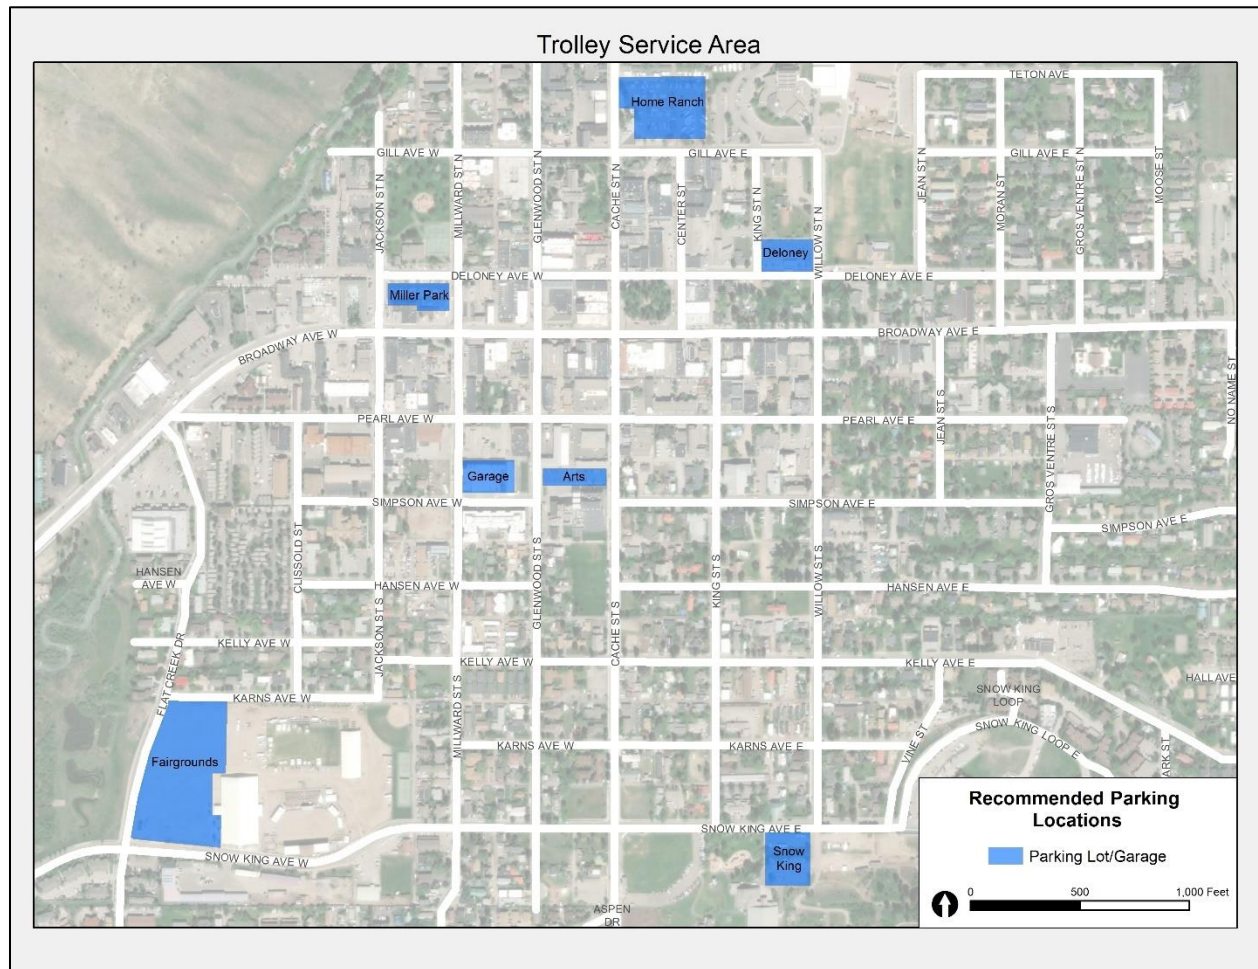 Trolley Service Area
TETON AVE
Home Ranch
GILL AVE W
GILL AVE E
GILL AVE E
JACKSON ST N
MILLWARD ST N
GLENWOOD ST N
CACHE ST N
CENTER ST
KING ST N
WILLOW ST N
JEAN ST N
MORAN ST
GROS VENTRE ST N
MOOSE ST
Deloney
DELONEY AVE W
DELONEY AVE E
Miller Park
BROADWAY AVE W
BROADWAY AVE E
NO NAME ST
PEARL AVE W
PEARL AVE E
JEAN ST S
GROS VENTRE ST S
Garage
Arts
SIMPSON AVE W
SIMPSON AVE E
SIMPSON AVE E
CLISSOLD ST
HANSEN
AVE W
HANSEN AVE W
HANSEN AVE E
JACKSON ST S
GLENWOOD ST S
CACHE ST S
KING ST S
WILLOW ST S
KELLY AVE W
KELLY AVE W
KELLY AVE E
FLAT CREEK DR
MILLWARD ST S
HALL AVE
SNOW KING
LOOP
KARNS AVE W
SNOW KING LOOP E
VINE ST
KARNS AVE W
KARNS AVE E
ARK ST
Fairgrounds
SNOW KING AVE W
SNOW KING AVE E
Snow
King
ASPEN
DR
Recommended Parking
Locations
Parking Lot/Garage
0 500 1,000 Feet